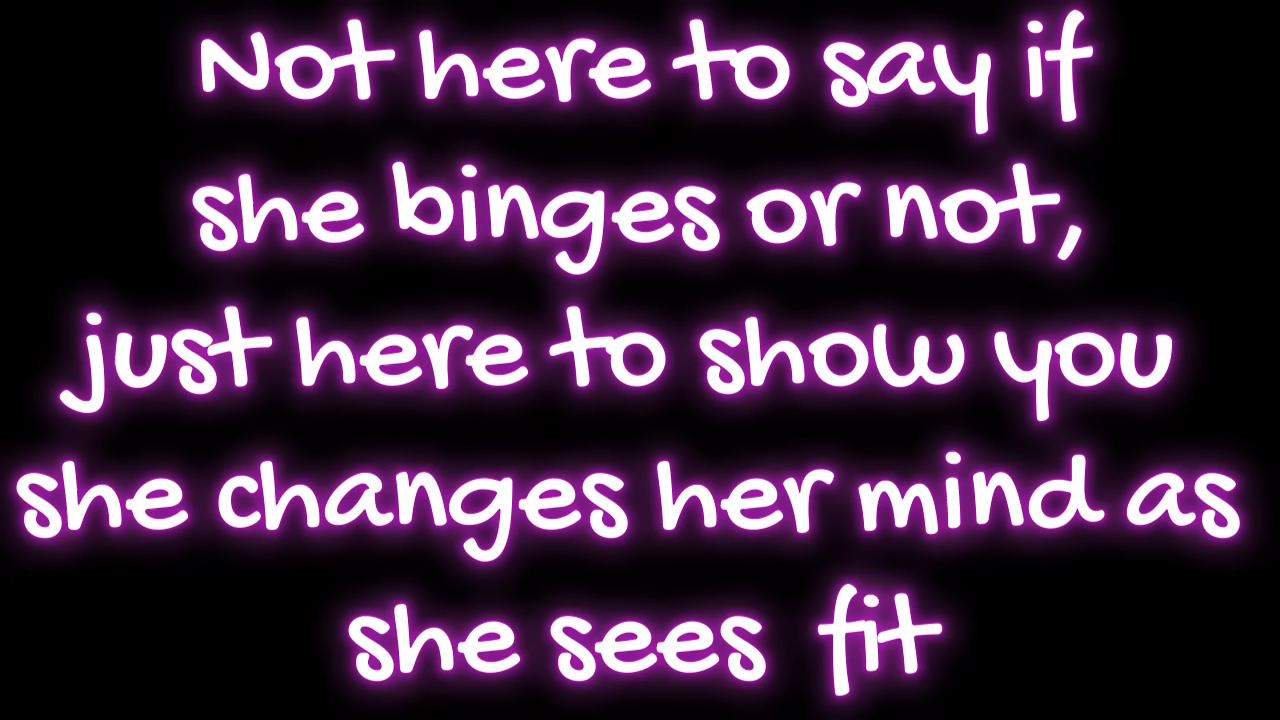 Not here to say if
she binges or not,
just here to show you
she changes her mind as
she sees fit